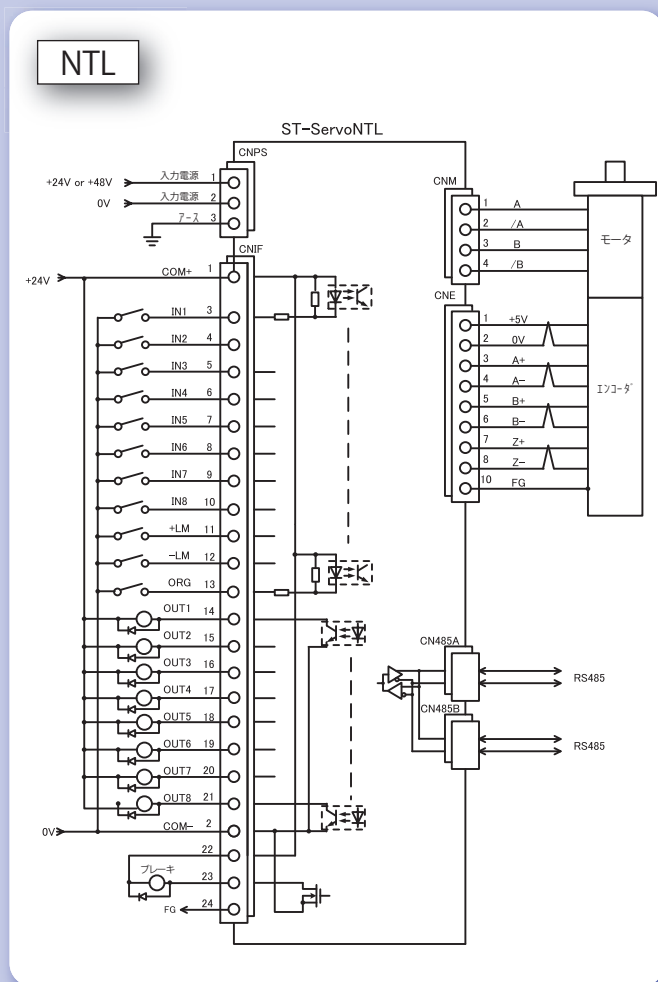 NTL
ST-ServoNTL
CNPS
+24V or +48V 入力電源 1
0V 入力電源 2
アース 3
CNIF
+24V COM+ 1
IN1 3
IN2 4
IN3 5
IN4 6
IN5 7
IN6 8
IN7 9
IN8 10
+LM 11
-LM 12
ORG 13
OUT1 14
OUT2 15
OUT3 16
OUT4 17
OUT5 18
OUT6 19
OUT7 20
OUT8 21
0V COM- 2
22
ブレーキ 23
FG 24
CNM
1 A
2 /A
3 B
4 /B
モータ
CNE
1 +5V
2 0V
3 A+
4 A-
5 B+
6 B-
7 Z+
8 Z-
10 FG
エンコーダ
CN485A
RS485
CN485B
RS485